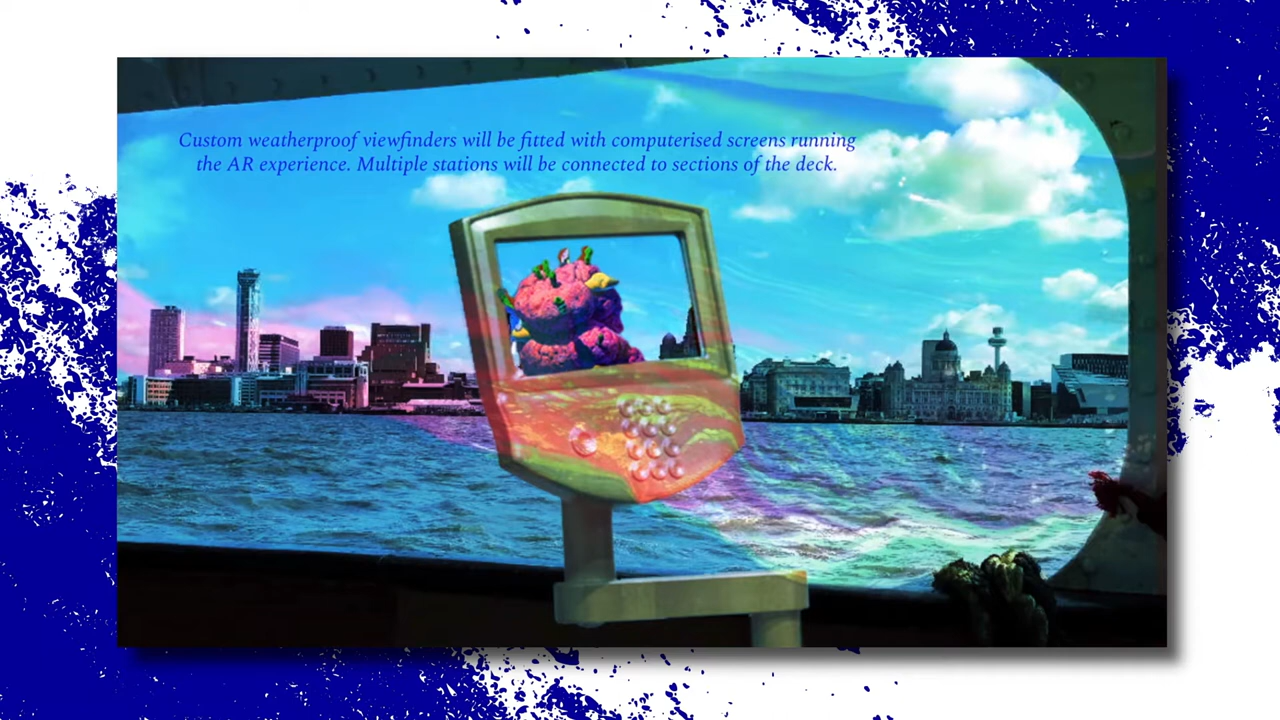 Custom weatherproof viewfinders will be fitted with computerised screens running
the AR experience. Multiple stations will be connected to sections of the deck.